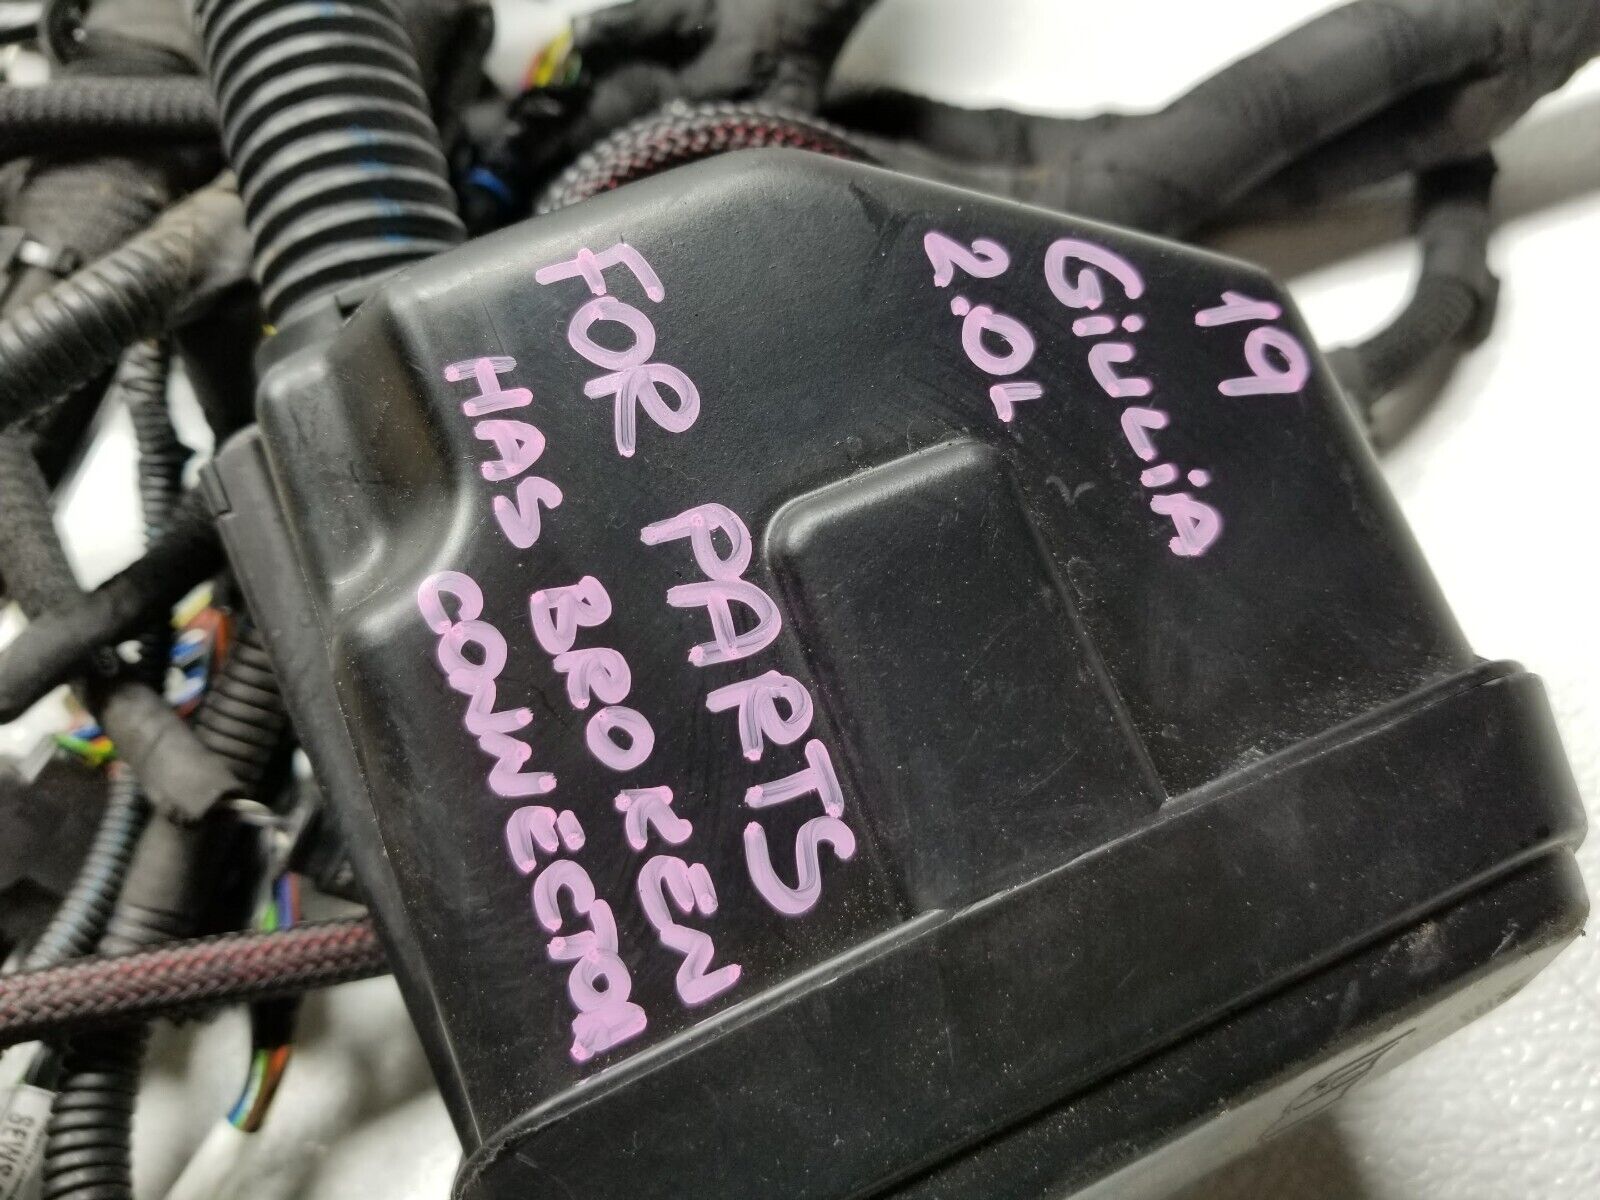 19
GiULiA
2.0L
FOR PARTS
HAS BROKEN
CONNECTOR